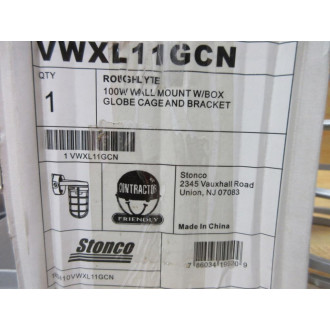 VWXL11GCN
QTY
1
ROUGHLYTE
100W WALL MOUNT W/BOX
GLOBE CAGE AND BRACKET
1 VWXL11GCN
CONTRACTOR
FRIENDLY
Stonco
2345 Vauxhall Road
Union, NJ 07083
Made In China
Stonco